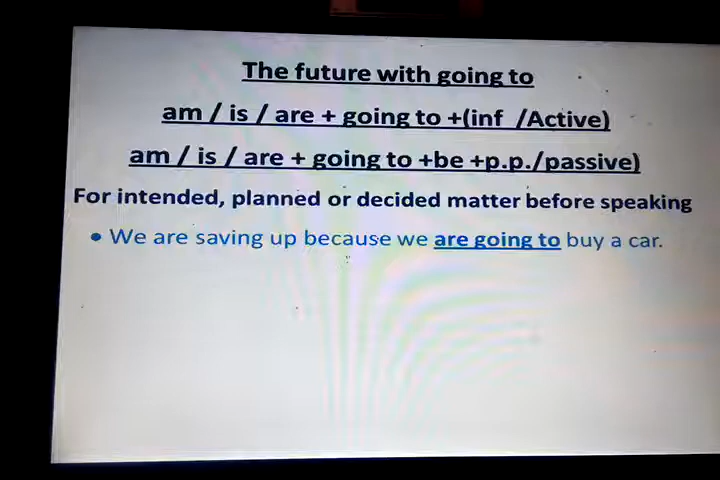 The future with going to
am / is / are + going to +(inf /Active)
am / is / are + going to +be +p.p./passive)
For intended, planned or decided matter before speaking
• We are saving up because we are going to buy a car.